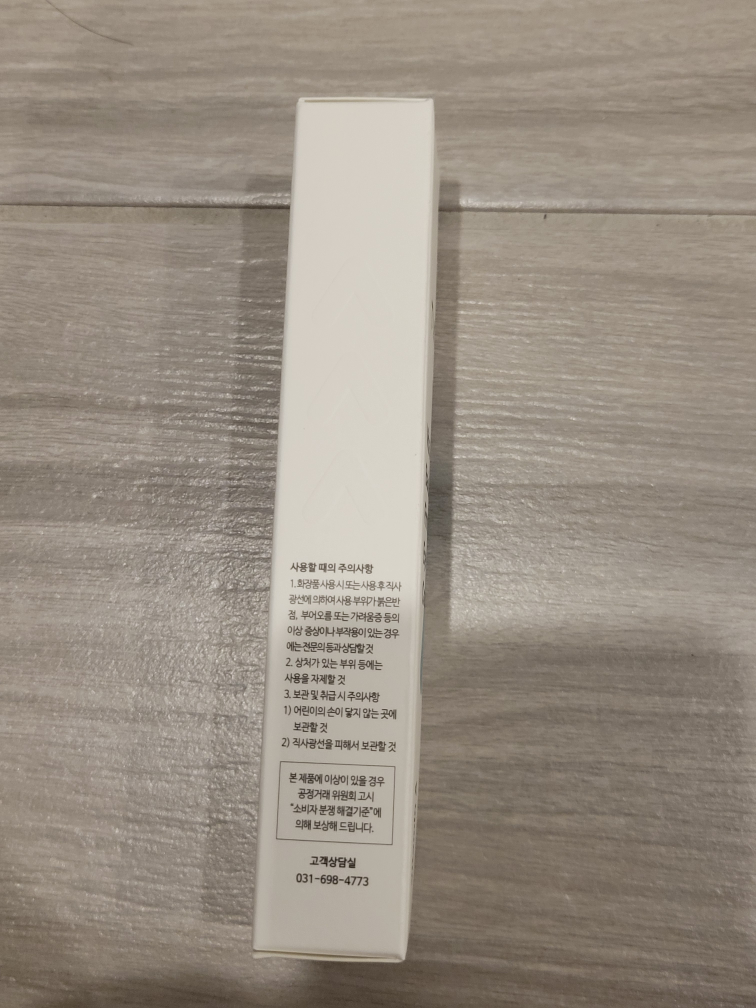 사용할 때의 주의사항
1. 화장품 사용 시 또는 사용 후 직사
광선에 의하여 사용 부위가 붉은반
점, 부어오름 또는 가려움증 등의
이상 증상이나 부작용이 있는 경우
에는 전문의 등과 상담할 것
2. 상처가 있는 부위 등에는
사용을 자제할 것
3. 보관 및 취급 시 주의사항
1) 어린이의 손이 닿지 않는 곳에
보관할 것
2) 직사광선을 피해서 보관할 것
본 제품에 이상이 있을 경우
공정거래 위원회 고시
"소비자 분쟁 해결기준"에
의해 보상해 드립니다.
고객상담실
031-698-4773